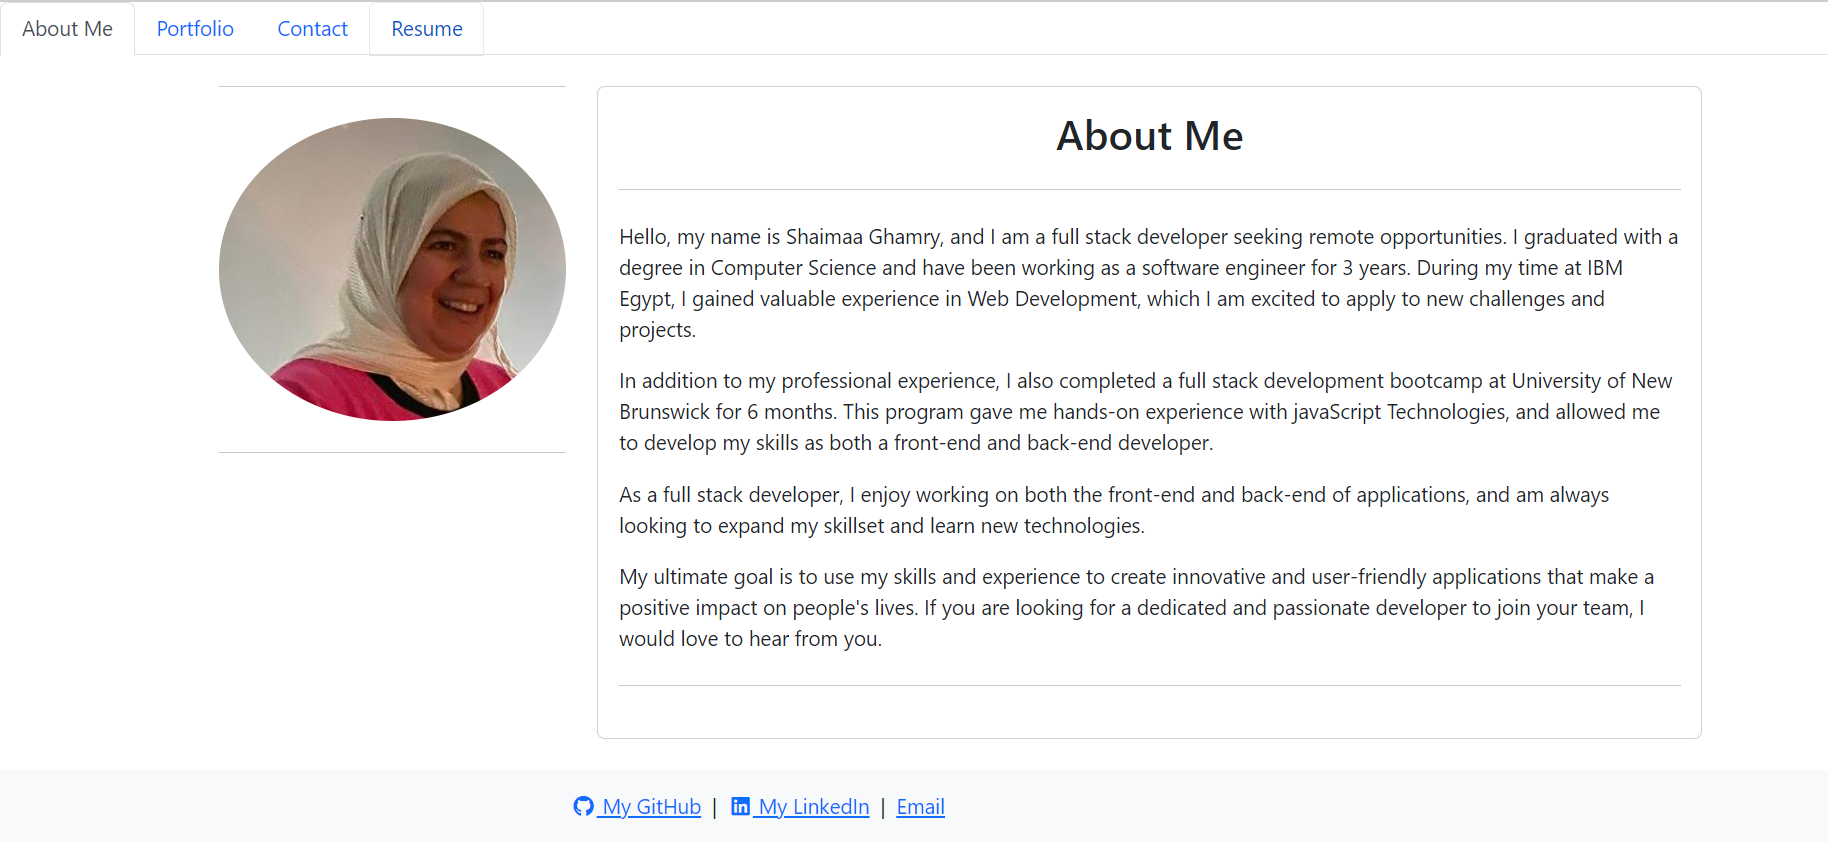 About Me Portfolio Contact Resume
About Me
Hello, my name is Shaimaa Ghamry, and I am a full stack developer seeking remote opportunities. I graduated with a
degree in Computer Science and have been working as a software engineer for 3 years. During my time at IBM
Egypt, I gained valuable experience in Web Development, which I am excited to apply to new challenges and
projects.
In addition to my professional experience, I also completed a full stack development bootcamp at University of New
Brunswick for 6 months. This program gave me hands-on experience with javaScript Technologies, and allowed me
to develop my skills as both a front-end and back-end developer.
As a full stack developer, I enjoy working on both the front-end and back-end of applications, and am always
looking to expand my skillset and learn new technologies.
My ultimate goal is to use my skills and experience to create innovative and user-friendly applications that make a
positive impact on people's lives. If you are looking for a dedicated and passionate developer to join your team, I
would love to hear from you.
My GitHub | My LinkedIn | Email